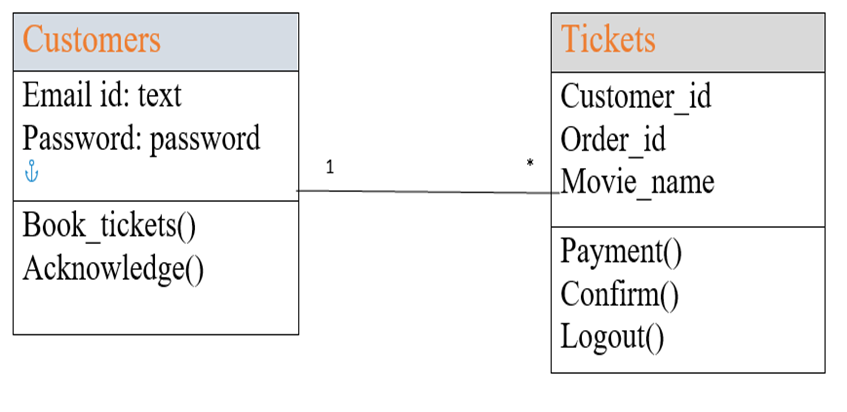 Customers
Email id: text
Password: password
Book_tickets()
Acknowledge()
1
*
Tickets
Customer_id
Order_id
Movie_name
Payment()
Confirm()
Logout()